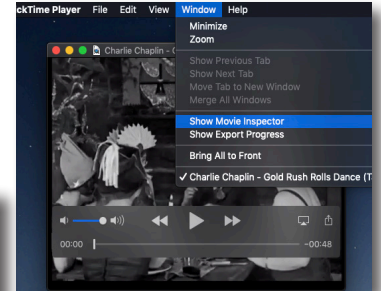 ckTime Player File Edit View Window Help
Minimize
Zoom
Show Previous Tab
Show Next Tab
Move Tab to New Window
Merge All Windows
Show Movie Inspector
Show Export Progress
Bring All to Front
✓ Charlie Chaplin - Gold Rush Rolls Dance (T
Charlie Chaplin - G
00:00 -00:48